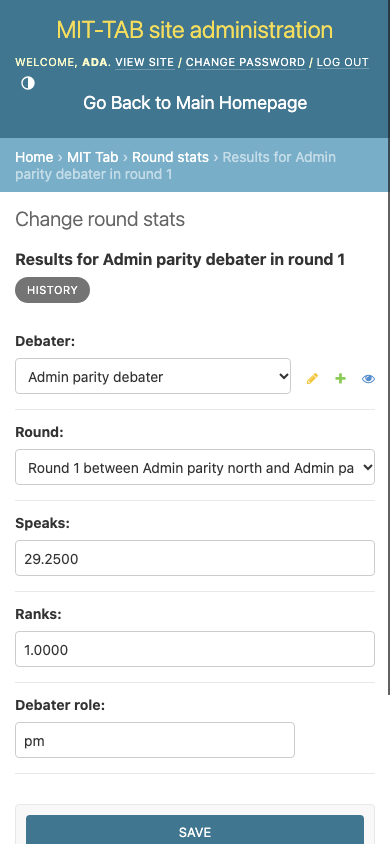 MIT-TAB site administration
WELCOME, ADA. VIEW SITE / CHANGE PASSWORD / LOG OUT
Go Back to Main Homepage
Home › MIT Tab › Round stats › Results for Admin
parity debater in round 1
Change round stats
Results for Admin parity debater in round 1
HISTORY
Debater:
Admin parity debater
Round:
Round 1 between Admin parity north and Admin pa
Speaks:
29.2500
Ranks:
1.0000
Debater role:
pm
SAVE